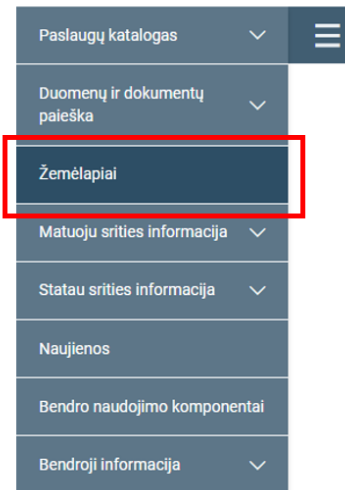 Paslaugų katalogas
Duomenų ir dokumentų
paieška
Žemėlapiai
Matuoju srities informacija
Statau srities informacija
Naujienos
Bendro naudojimo komponentai
Bendroji informacija